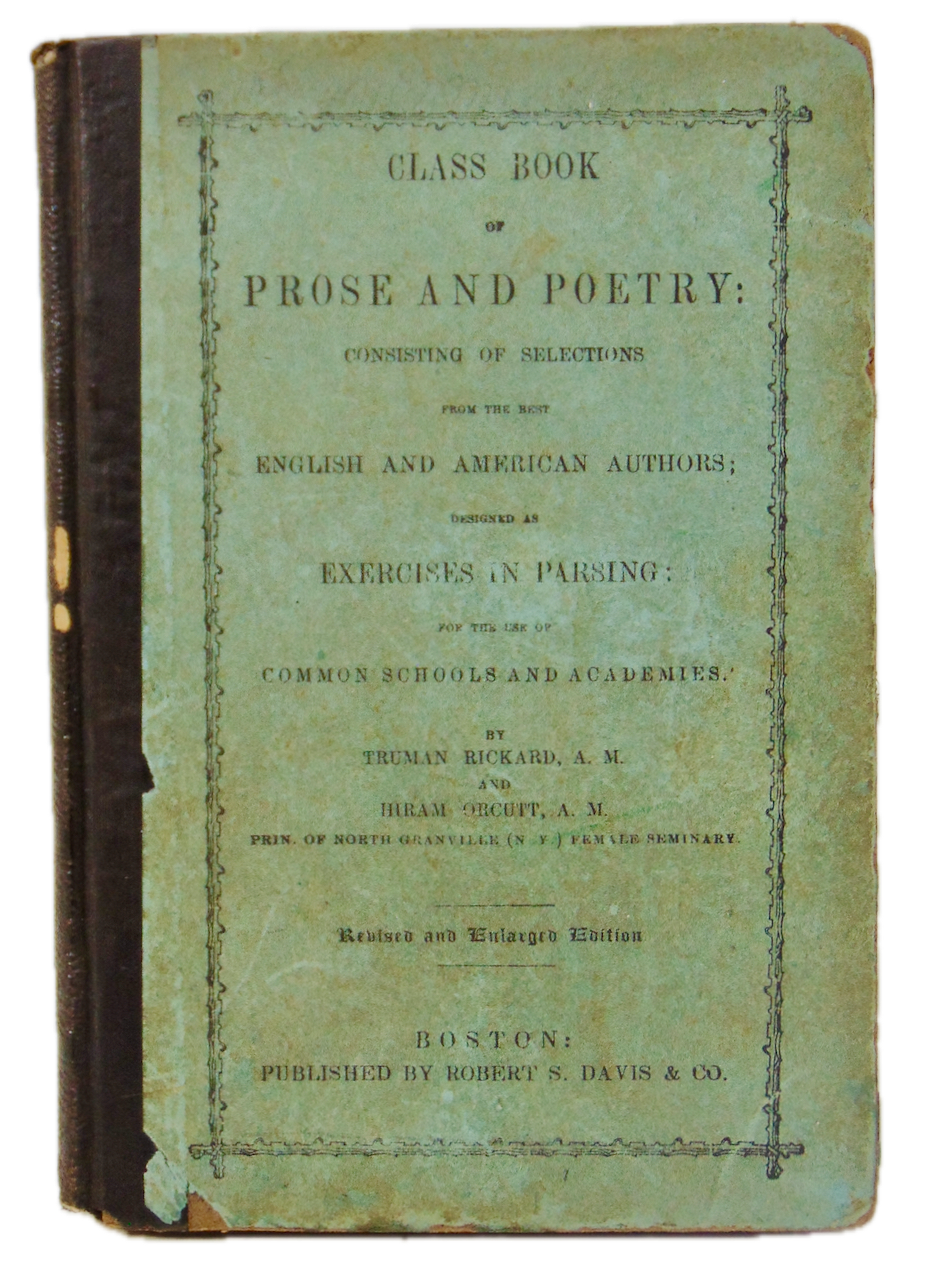 CLASS BOOK
OF
PROSE AND POETRY:
CONSISTING OF SELECTIONS
FROM THE BEST
ENGLISH AND AMERICAN AUTHORS;
DESIGNED AS
EXERCISES IN PARSING:
FOR THE USE OF
COMMON SCHOOLS AND ACADEMIES.
BY
TRUMAN RICKARD, A. M.
AND
HIRAM ORCUTT, A. M.
PRIN. OF NORTH GRANVILLE (N. Y.) FEMALE SEMINARY.
Revised and Enlarged Edition
BOSTON:
PUBLISHED BY ROBERT S. DAVIS & CO.